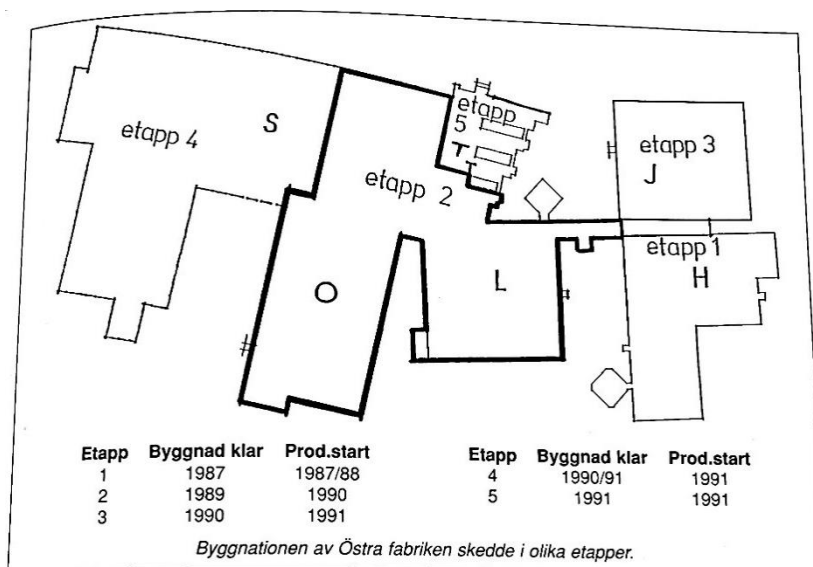 etapp 4
S
etapp
5
T
etapp 2
etapp 3
J
etapp 1
H
O
L
Etapp Byggnad klar Prod.start
1 1987 1987/88
2 1989 1990
3 1990 1991
Etapp Byggnad klar Prod.start
4 1990/91 1991
5 1991 1991
Byggnationen av Östra fabriken skedde i olika etapper.